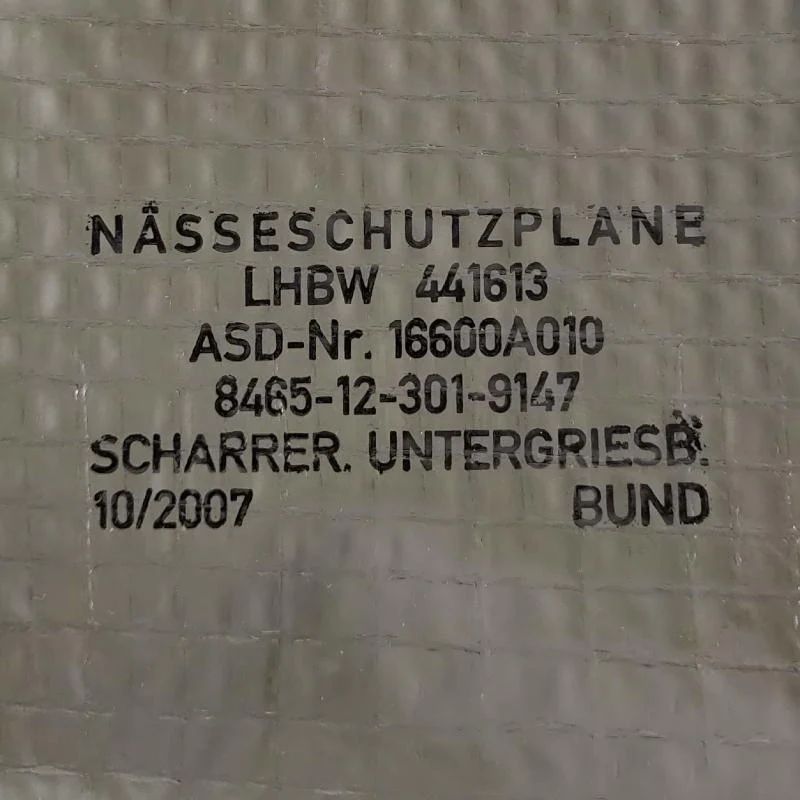 NÄSSESCHUTZPLANE
LHBW 441613
ASD-Nr. 16600A010
8465-12-301-9147
SCHARRER. UNTERGRIESB.
10/2007 BUND